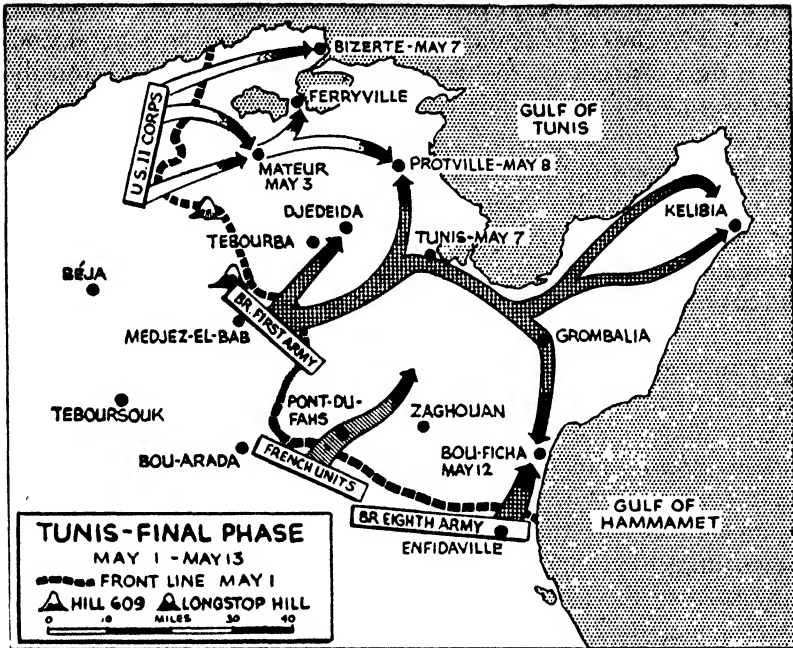 BIZERTE-MAY 7
FERRYVILLE
GULF OF
TUNIS
U.S. II CORPS
MATEUR
MAY 3
PROTVILLE-MAY 8
KELIBIA
DJEDEIDA
TEBOURBA
TUNIS-MAY 7
BÉJA
BR. FIRST ARMY
MEDJEZ-EL-BAB
GROMBALIA
TEBOURSOUK
PONT-DU-
FAHS
ZAGHOUAN
BOU-ARADA
FRENCH UNITS
BOU-FICHA
MAY 12
GULF OF
HAMMAMET
BR EIGHTH ARMY
ENFIDAVILLE
TUNIS-FINAL PHASE
MAY 1 - MAY 13
FRONT LINE MAY 1
HILL 609 LONGSTOP HILL
0 10 MILES 30 40